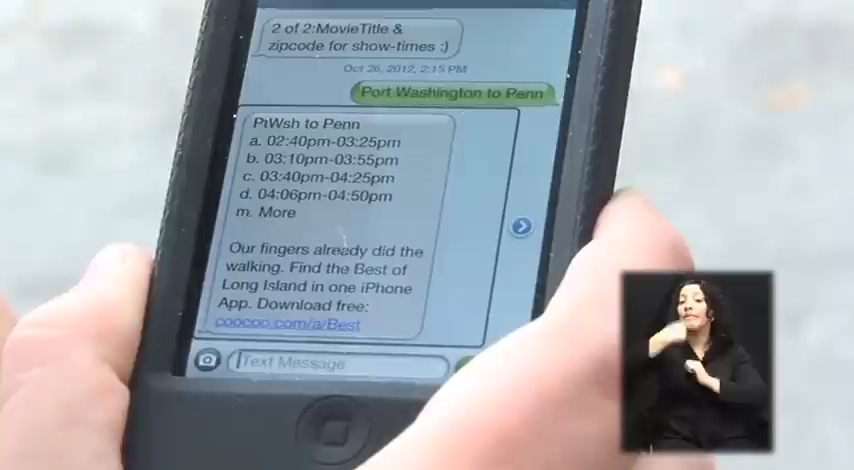 2 of 2:MovieTitle &
zipcode for show-times :)
Oct 26, 2012, 2:15 PM
Port Washington to Penn
PtWsh to Penn
a. 02:40pm-03:25pm
b. 03:10pm-03:55pm
c. 03:40pm-04:25pm
d. 04:06pm-04:50pm
m. More
Our fingers already did the
walking. Find the Best of
Long Island in one iPhone
App. Download free:
coocoo.com/a/Best
Text Message